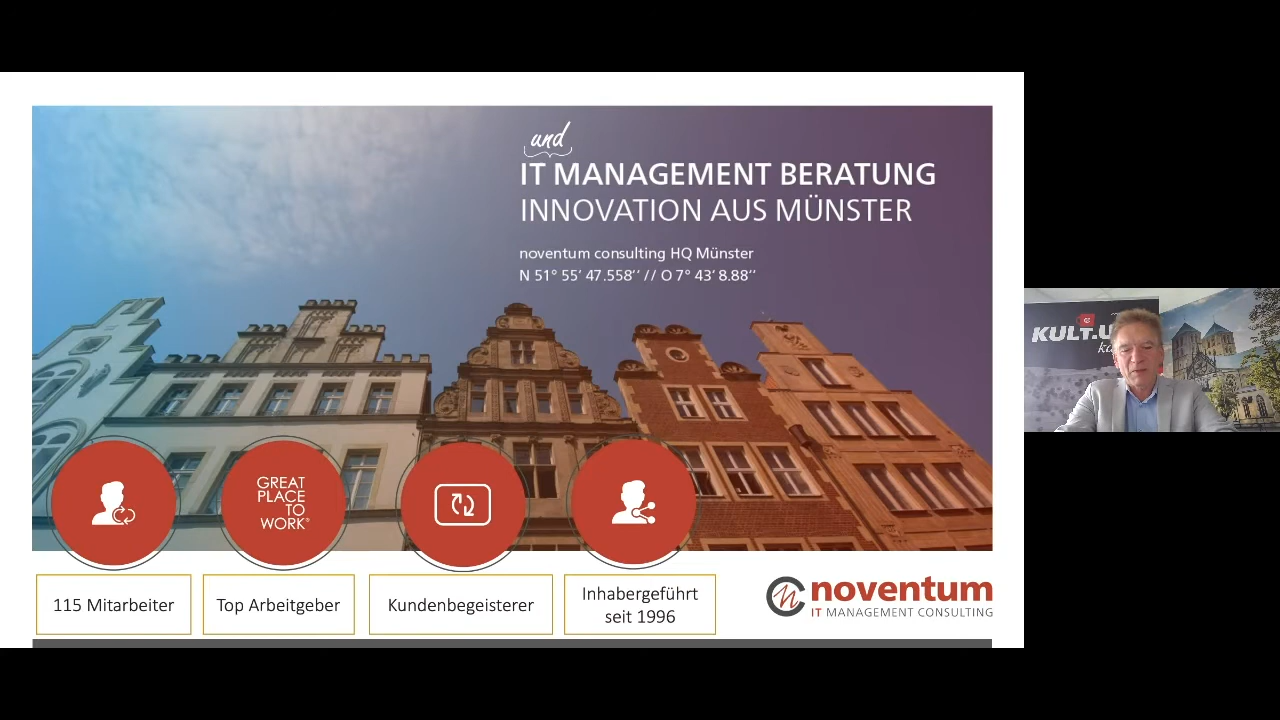 und
IT MANAGEMENT BERATUNG
INNOVATION AUS MÜNSTER
noventum consulting HQ Münster
N 51° 55′ 47.558′′ // O 7° 43′ 8.88′′
GREAT
PLACE
TO
WORK®
115 Mitarbeiter
Top Arbeitgeber
Kundenbegeisterer
Inhabergeführt
seit 1996
noventum
IT MANAGEMENT CONSULTING
KULT.U